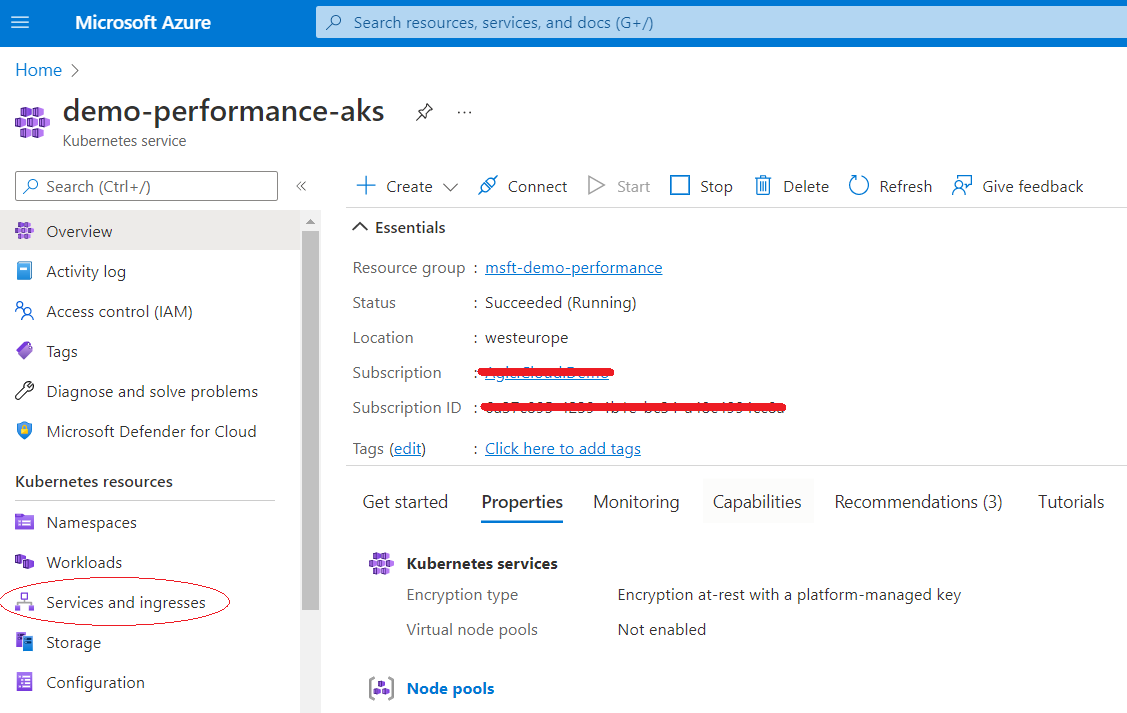 Microsoft Azure
Search resources, services, and docs (G+/)
Home
demo-performance-aks
Kubernetes service
Search (Ctrl+/)
Overview
Activity log
Access control (IAM)
Tags
Diagnose and solve problems
Microsoft Defender for Cloud
Kubernetes resources
Namespaces
Workloads
Services and ingresses
Storage
Configuration
Create Connect Start Stop Delete Refresh Give feedback
Essentials
Resource group : msft-demo-performance
Status : Succeeded (Running)
Location : westeurope
Subscription :
Subscription ID :
Tags (edit) : Click here to add tags
Get started Properties Monitoring Capabilities Recommendations (3) Tutorials
Kubernetes services
Encryption type Encryption at-rest with a platform-managed key
Virtual node pools Not enabled
Node pools